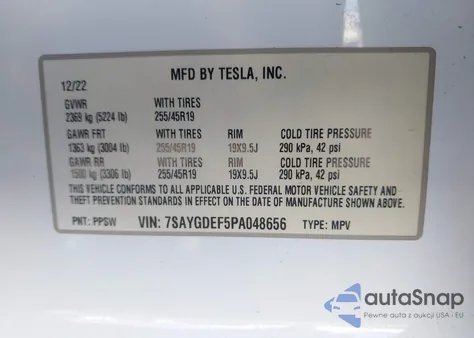 MFD BY TESLA, INC.
12/22
GVWR WITH TIRES
2369 kg (5224 lb) 255/45R19
GAWR FRT WITH TIRES RIM COLD TIRE PRESSURE
1363 kg (3004 lb) 255/45R19 19X9.5J 290 kPa, 42 psi
GAWR RR WITH TIRES RIM COLD TIRE PRESSURE
1500 kg (3306 lb) 255/45R19 19X9.5J 290 kPa, 42 psi
THIS VEHICLE CONFORMS TO ALL APPLICABLE U.S. FEDERAL MOTOR VEHICLE SAFETY AND
THEFT PREVENTION STANDARDS IN EFFECT ON THE DATE OF MANUFACTURE SHOWN ABOVE.
PNT: PPSW VIN: 7SAYGDEF5PA048656 TYPE: MPV
autoSnap
Pewne auta z aukcji USA i EU